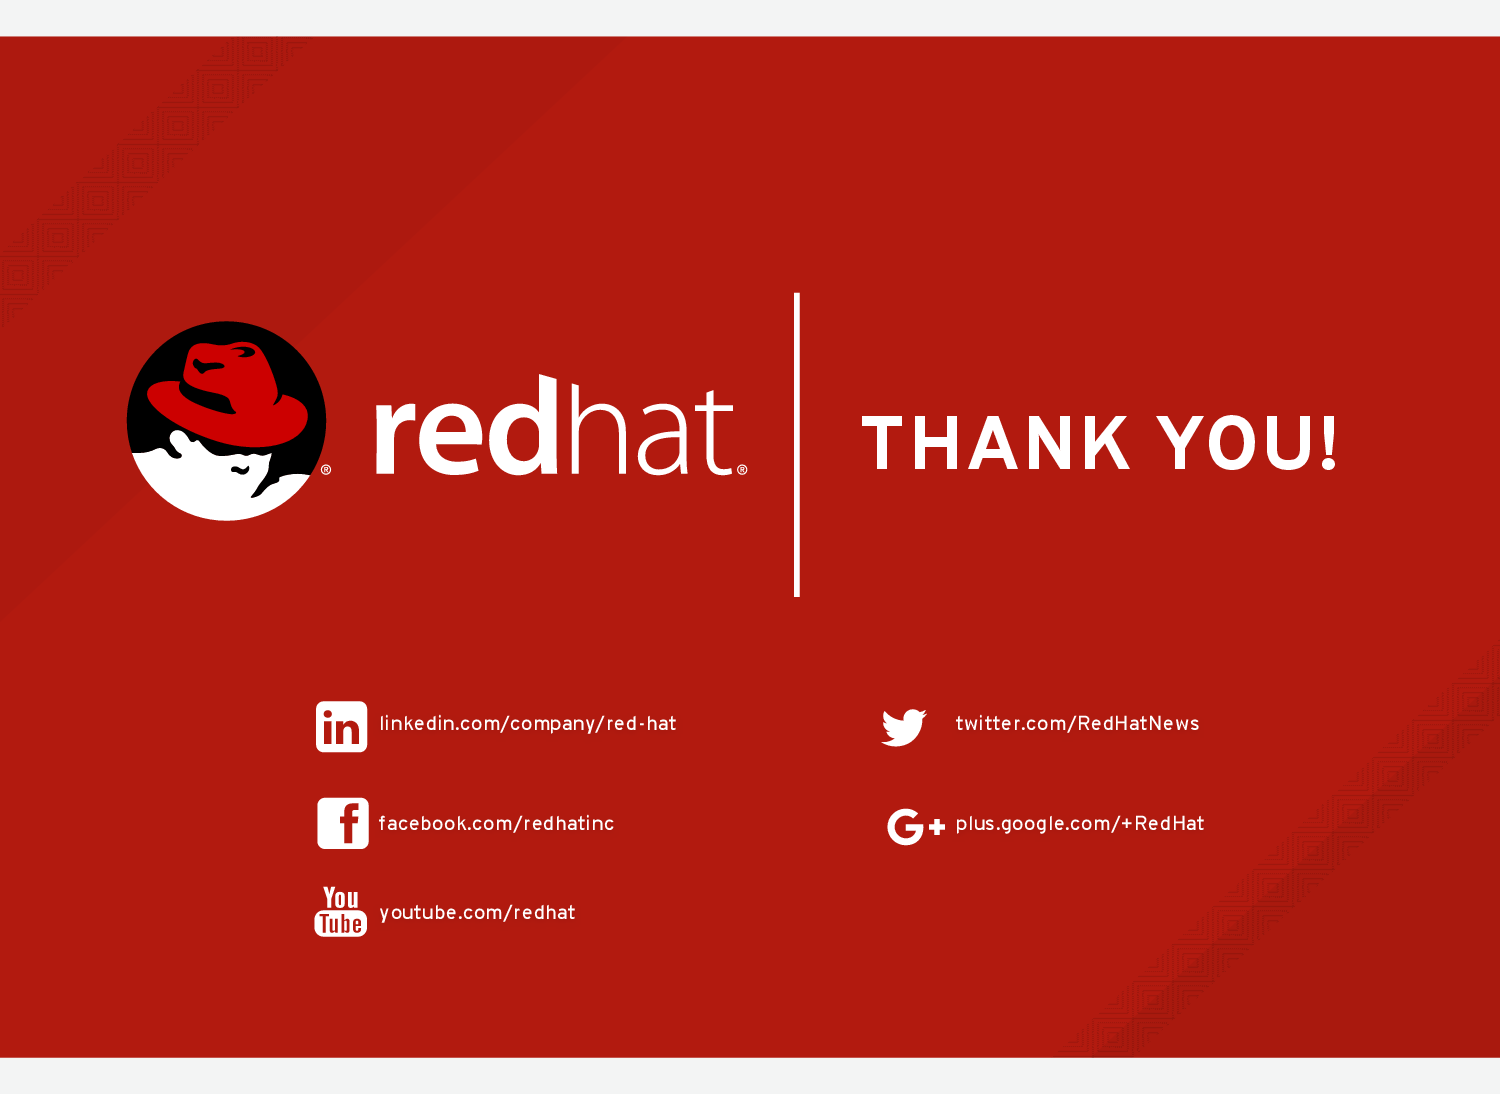 redhat®
THANK YOU!
in linkedin.com/company/red-hat
twitter.com/RedHatNews
f facebook.com/redhatinc
G+ plus.google.com/+RedHat
You
Tube
youtube.com/redhat